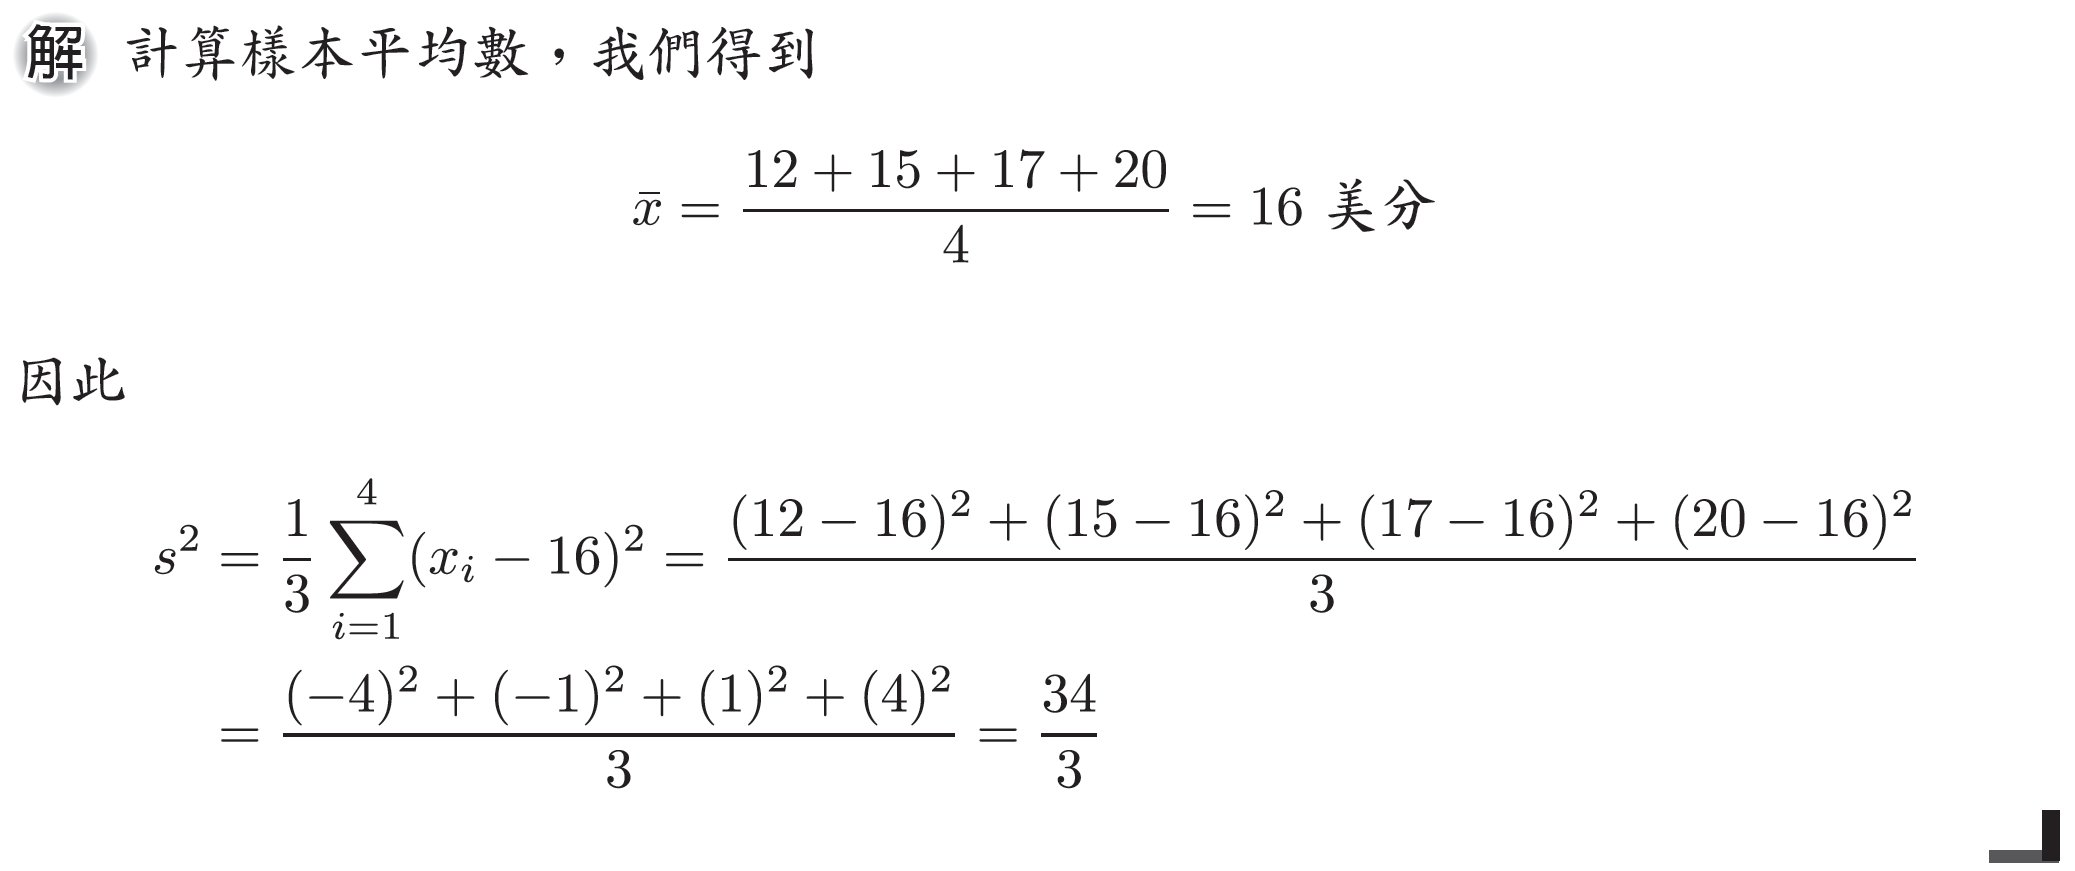 解 計算樣本平均數，我們得到
x̄ = (12 + 15 + 17 + 20)/4 = 16 美分
因此
s² = 1/3 ∑_{i=1}^{4} (x_i − 16)² = ((12 − 16)² + (15 − 16)² + (17 − 16)² + (20 − 16)²)/3
= ((−4)² + (−1)² + (1)² + (4)²)/3 = 34/3